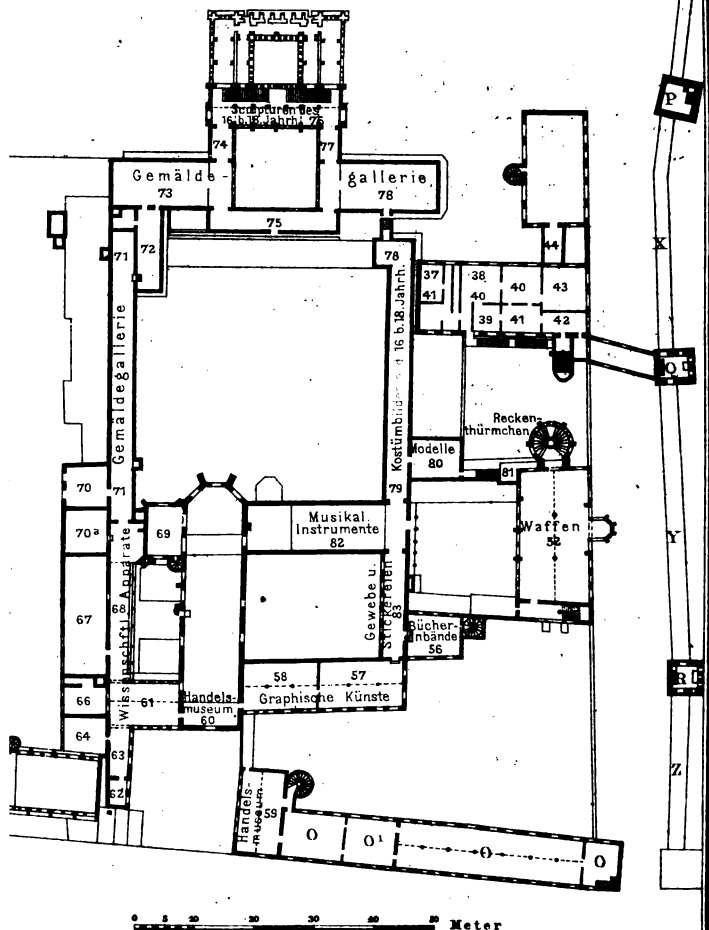 P
Sculpturen des
16. b. 18. Jahrh. 76
74
77
Gemälde-
gallerie
73
78
75
X
44
71
72
78
37
38
40
43
41
40
39
41
42
Gemäldegallerie
Kostümbilder
16 b. 18. Jahrh.
Q
Recken-
thürmchen
Modelle
80
81
70
71
79
70a
69
Musikal.
Instrumente
82
Waffen
52
Y
67
68
Wissenschftl. Apparate
Gewebe u.
Stickereien
83
Bücher-
Einbände
56
58
57
Graphische Künste
66
61
Handels-
museum
60
R
64
63
62
Z
Handels-
museum
59
O
O¹
O
O
0 5 10 20 30 40 50 Meter